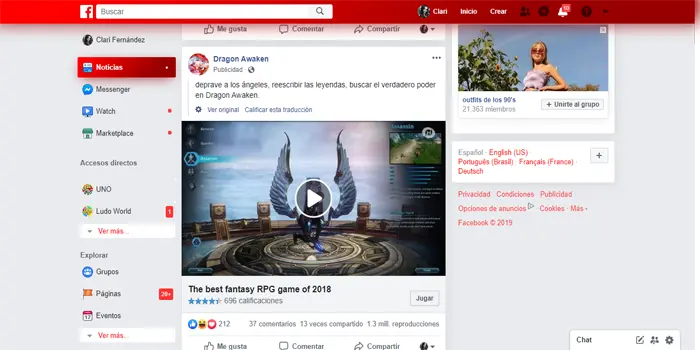 Buscar
Clari
Inicio
Crear
10
Clarí Fernández
Noticias
Messenger
Watch
Marketplace
Accesos directos
UNO
Ludo World
1
Ver más...
Explorar
Grupos
Páginas
20+
Eventos
12
Ver más...
Me gusta
Comentar
Compartir
Dragon Awaken
Publicidad ·
deprave a los ángeles, reescribir las leyendas, buscar el verdadero poder
en Dragon Awaken.
Ver original · Calificar esta traducción
Assassin
The best fantasy RPG game of 2018
696 calificaciones
Jugar
212
37 comentarios 13 veces compartido 1.3 mill. reproducciones
Me gusta
Comentar
Compartir
outfits de los 90's
21.363 miembros
+ Unirte al grupo
Español · English (US)
Português (Brasil) · Français (France) ·
Deutsch
Privacidad · Condiciones · Publicidad
Opciones de anuncios · Cookies · Más
Facebook © 2019
Chat